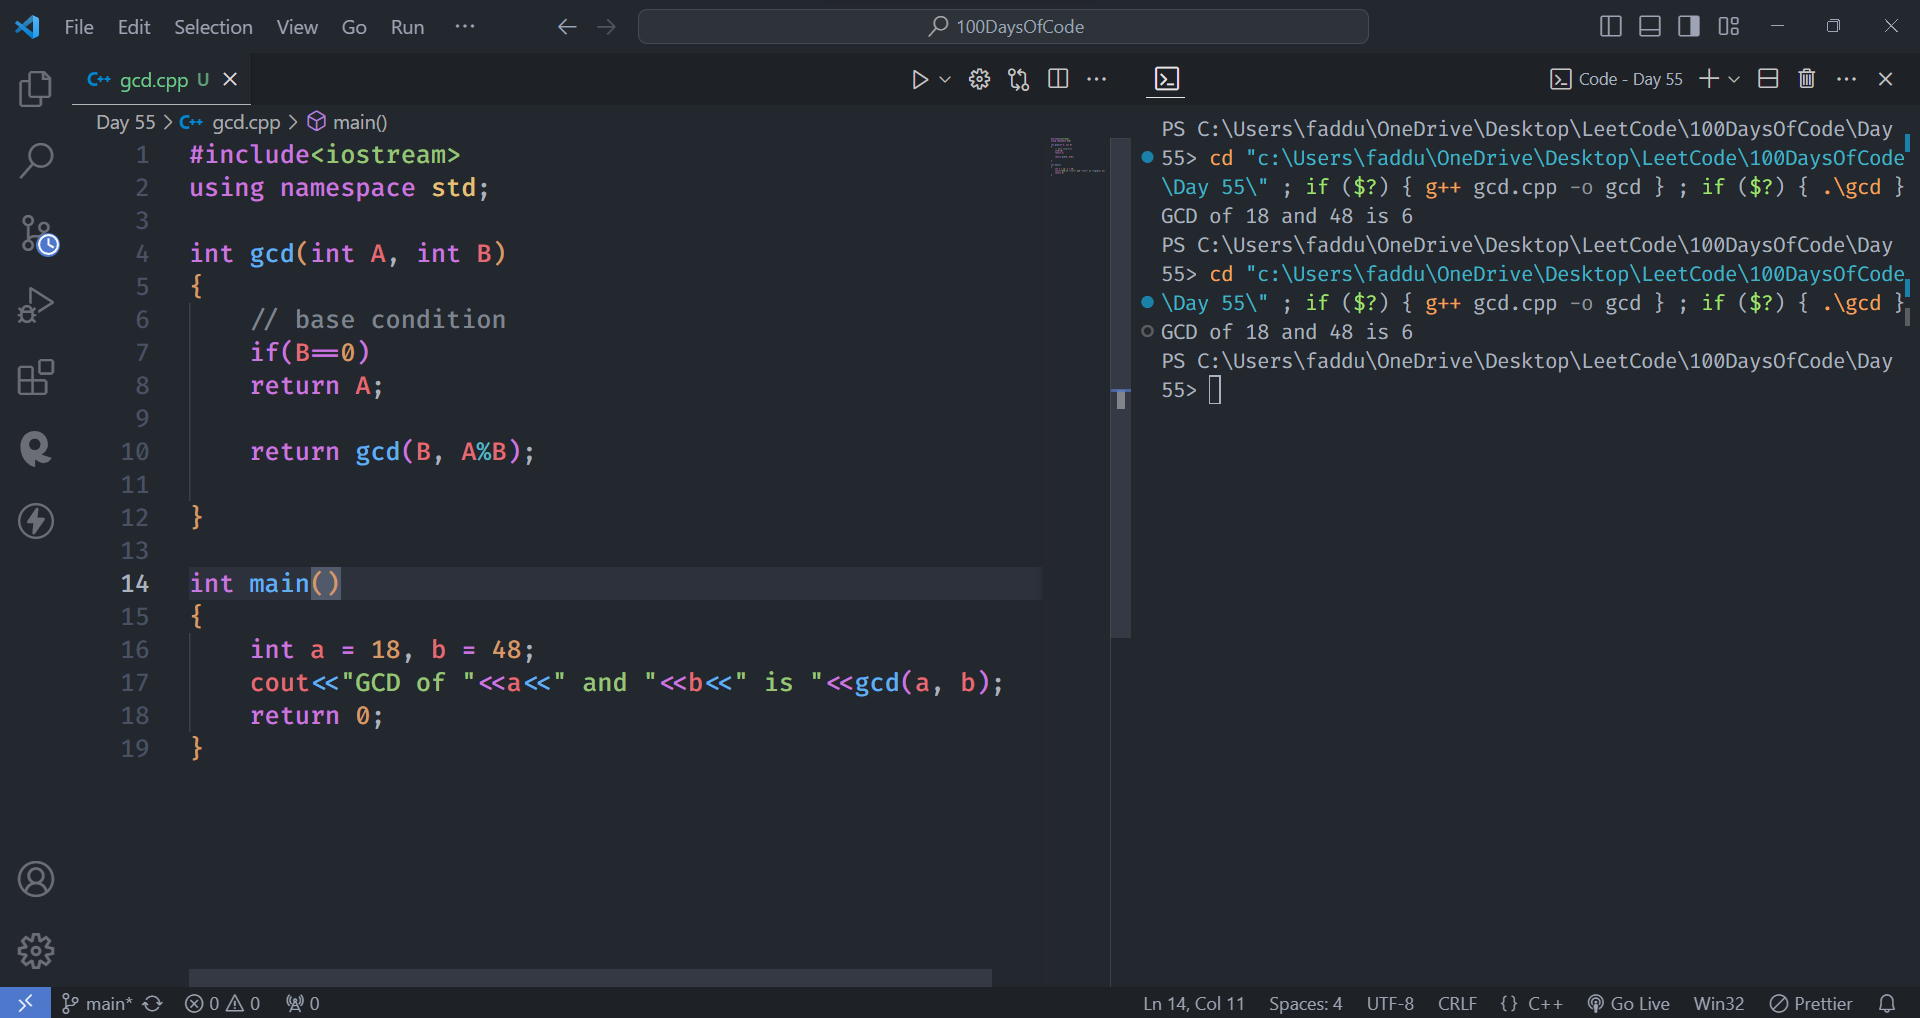 File Edit Selection View Go Run ··· 100DaysOfCode
C++ gcd.cpp U
Code - Day 55
Day 55 > C++ gcd.cpp > main()
1 #include<iostream>
2 using namespace std;
3
4 int gcd(int A, int B)
5 {
6 // base condition
7 if(B==0)
8 return A;
9
10 return gcd(B, A%B);
11
12 }
13
14 int main()
15 {
16 int a = 18, b = 48;
17 cout<<"GCD of "<<a<<" and "<<b<<" is "<<gcd(a, b);
18 return 0;
19 }
PS C:\Users\faddu\OneDrive\Desktop\LeetCode\100DaysOfCode\Day
55> cd "c:\Users\faddu\OneDrive\Desktop\LeetCode\100DaysOfCode
\Day 55\" ; if ($?) { g++ gcd.cpp -o gcd } ; if ($?) { .\gcd }
GCD of 18 and 48 is 6
PS C:\Users\faddu\OneDrive\Desktop\LeetCode\100DaysOfCode\Day
55> cd "c:\Users\faddu\OneDrive\Desktop\LeetCode\100DaysOfCode
\Day 55\" ; if ($?) { g++ gcd.cpp -o gcd } ; if ($?) { .\gcd }
GCD of 18 and 48 is 6
PS C:\Users\faddu\OneDrive\Desktop\LeetCode\100DaysOfCode\Day
55>
main* 0 0 0 Ln 14, Col 11 Spaces: 4 UTF-8 CRLF {} C++ Go Live Win32 Prettier